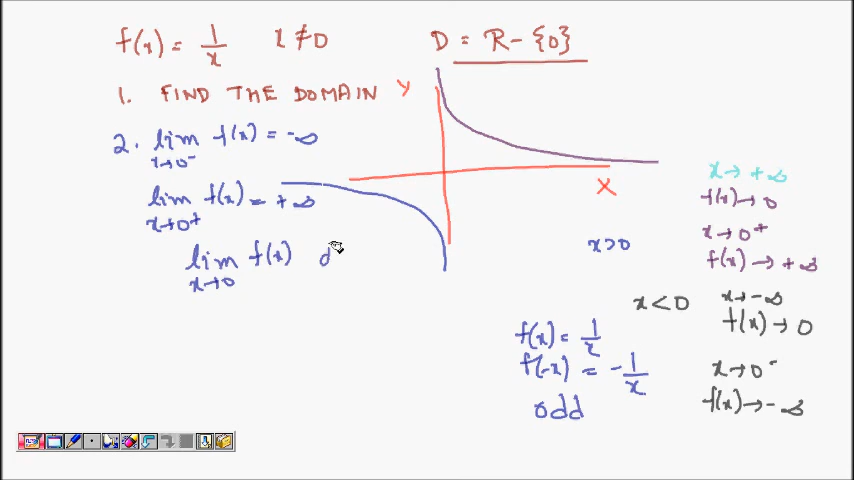 f(x) = 1/x x ≠ 0 D = R - {0}
1. FIND THE DOMAIN
Y
2. lim x→0⁻ f(x) = -∞
lim x→0⁺ f(x) = +∞
lim x→0 f(x) d
X
x→ +∞
f(x)→ 0
x→0⁺
f(x) → +∞
x>0
x<0
x→-∞
f(x)→0
x→0⁻
f(x)→-∞
f(x) = 1/x
f(-x) = -1/x
odd